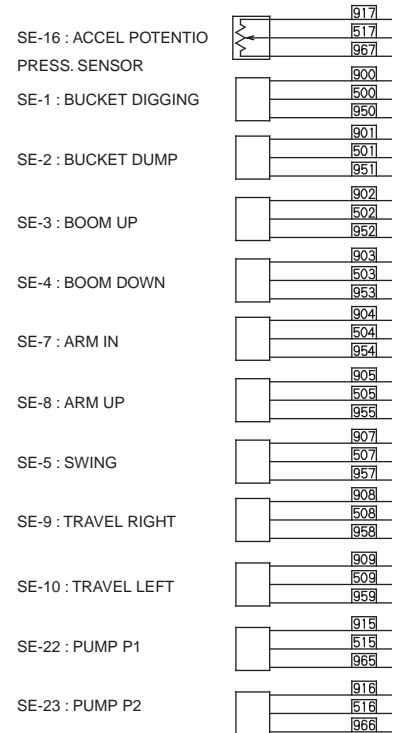 917
SE-16 : ACCEL POTENTIO 517
967
PRESS. SENSOR
900
SE-1 : BUCKET DIGGING 500
950
901
SE-2 : BUCKET DUMP 501
951
902
SE-3 : BOOM UP 502
952
903
SE-4 : BOOM DOWN 503
953
904
SE-7 : ARM IN 504
954
905
SE-8 : ARM UP 505
955
907
SE-5 : SWING 507
957
908
SE-9 : TRAVEL RIGHT 508
958
909
SE-10 : TRAVEL LEFT 509
959
915
SE-22 : PUMP P1 515
965
916
SE-23 : PUMP P2 516
966